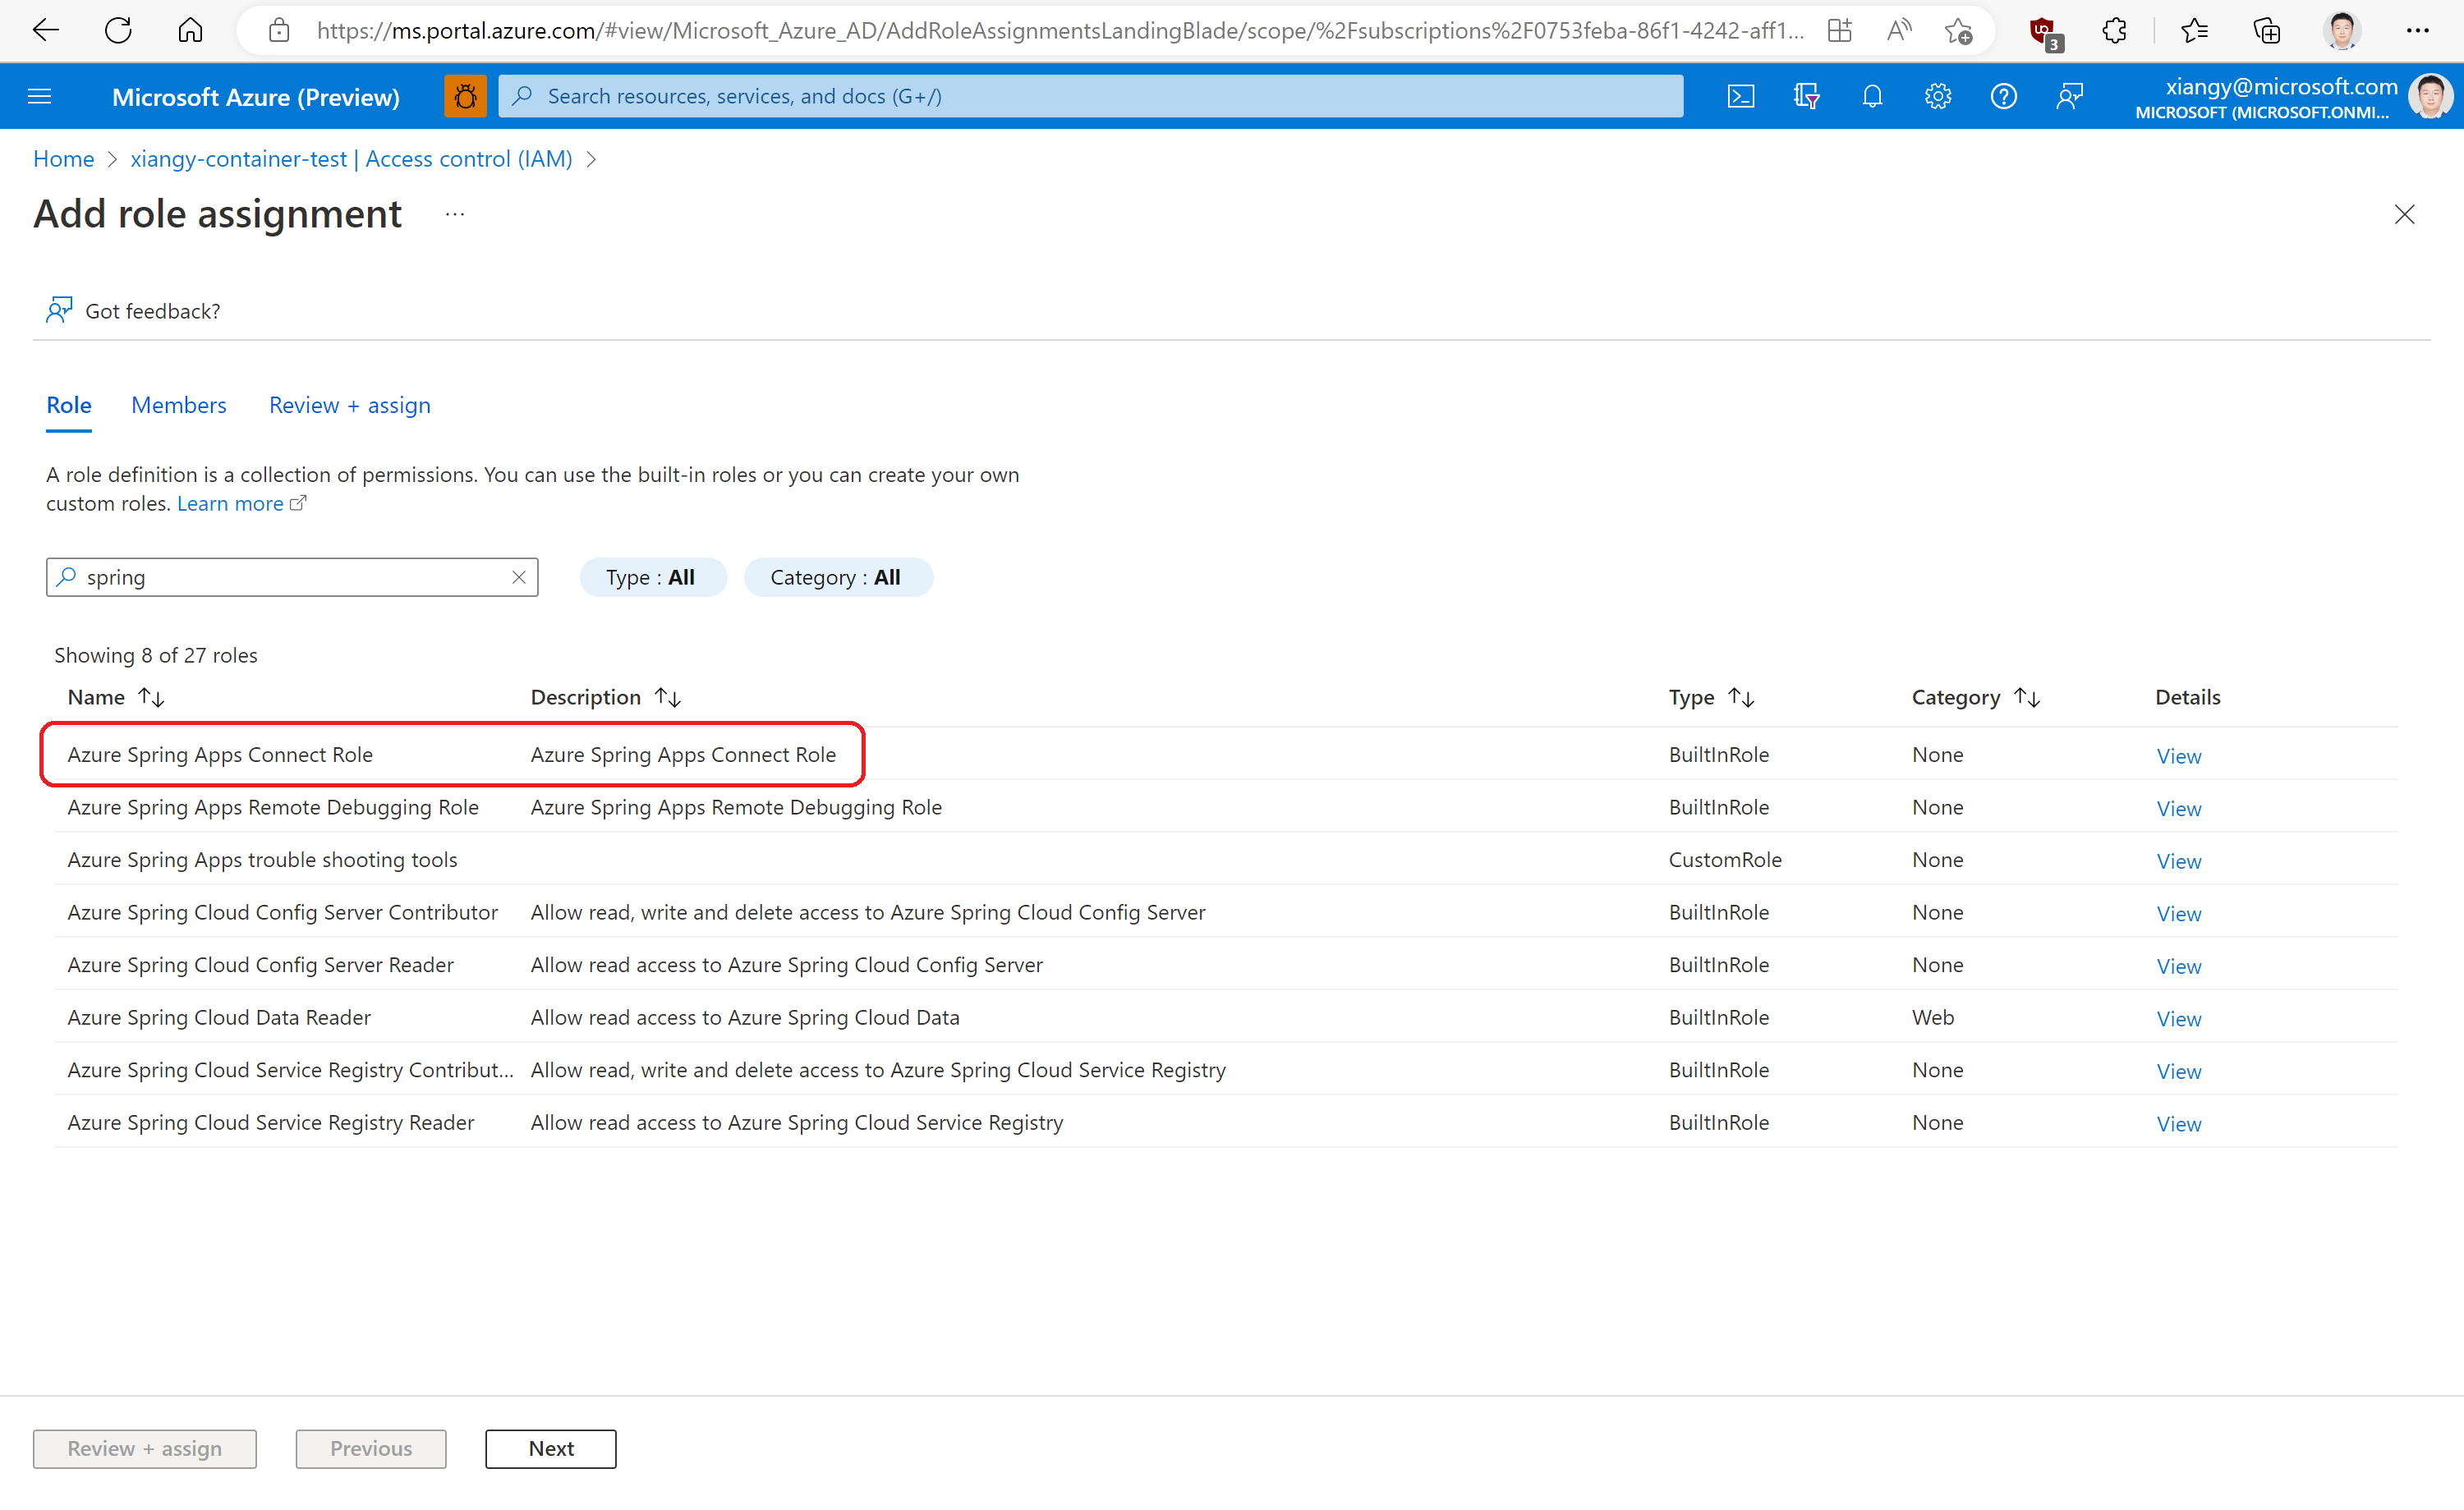 https://ms.portal.azure.com/#view/Microsoft_Azure_AD/AddRoleAssignmentsLandingBlade/scope/%2Fsubscriptions%2F0753feba-86f1-4242-aff1...
3
Microsoft Azure (Preview)
Search resources, services, and docs (G+/)
xiangy@microsoft.com
MICROSOFT (MICROSOFT.ONMI...
Home > xiangy-container-test | Access control (IAM) >
Add role assignment ...
Got feedback?
Role Members Review + assign
A role definition is a collection of permissions. You can use the built-in roles or you can create your own
custom roles. Learn more
spring
Type : All Category : All
Showing 8 of 27 roles
Name Description Type Category Details
Azure Spring Apps Connect Role Azure Spring Apps Connect Role BuiltInRole None View
Azure Spring Apps Remote Debugging Role Azure Spring Apps Remote Debugging Role BuiltInRole None View
Azure Spring Apps trouble shooting tools CustomRole None View
Azure Spring Cloud Config Server Contributor Allow read, write and delete access to Azure Spring Cloud Config Server BuiltInRole None View
Azure Spring Cloud Config Server Reader Allow read access to Azure Spring Cloud Config Server BuiltInRole None View
Azure Spring Cloud Data Reader Allow read access to Azure Spring Cloud Data BuiltInRole Web View
Azure Spring Cloud Service Registry Contribut... Allow read, write and delete access to Azure Spring Cloud Service Registry BuiltInRole None View
Azure Spring Cloud Service Registry Reader Allow read access to Azure Spring Cloud Service Registry BuiltInRole None View
Review + assign Previous Next